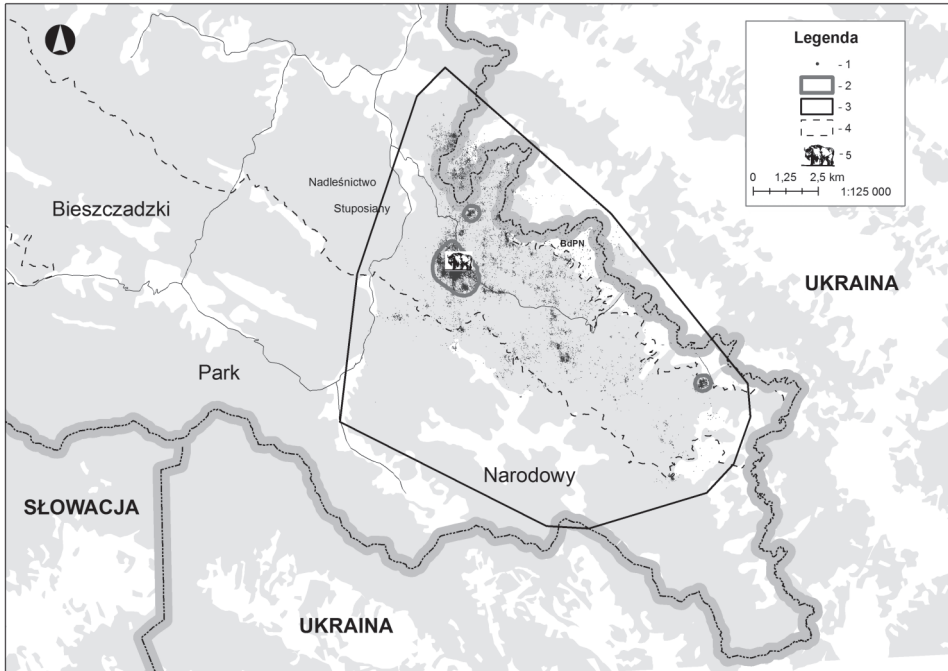 Legenda
- 1
- 2
- 3
- 4
- 5
0 1,25 2,5 km
1:125 000
Nadleśnictwo
Stuposiany
Bieszczadzki
BdPN
UKRAINA
Park
Narodowy
SŁOWACJA
UKRAINA